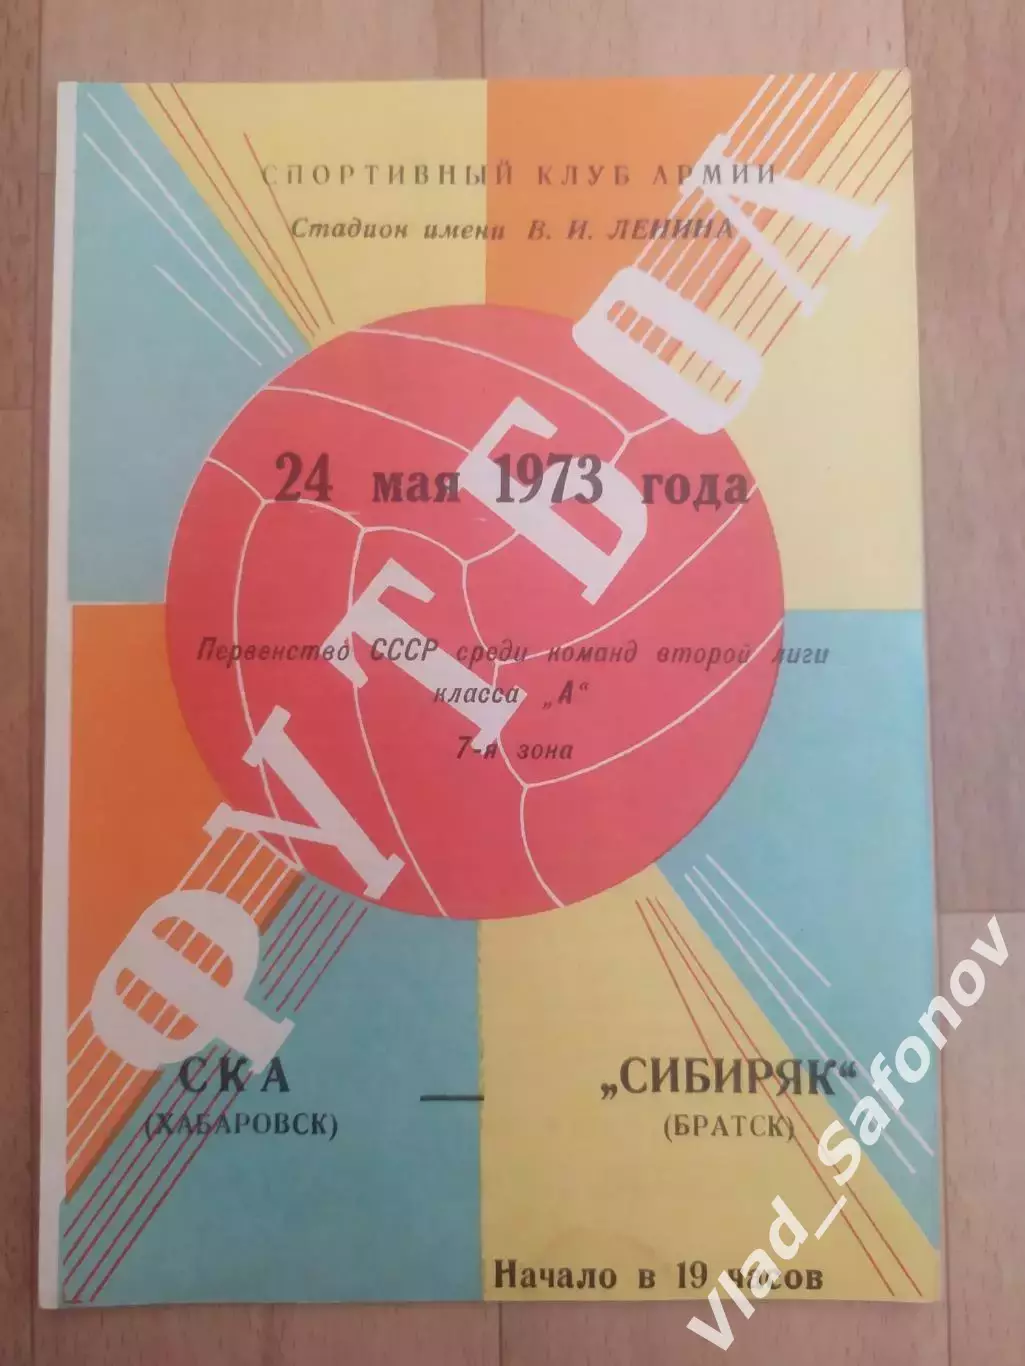 СПОРТИВНЫЙ КЛУБ АРМИИ
Стадион имени В. И. ЛЕНИНА
ФУТБОЛ
24 мая 1973 года
Первенство СССР среди команд второй лиги
класса „А“
7-я зона
СКА — „СИБИРЯК“
(ХАБАРОВСК) (БРАТСК)
Начало в 19 часов
Vlad_Safonov